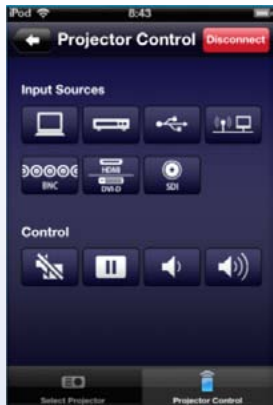 iPod 8:43
Projector Control Disconnect
Input Sources
BNC
HDMI
DVI-D
SDI
Control
Select Projector Projector Control